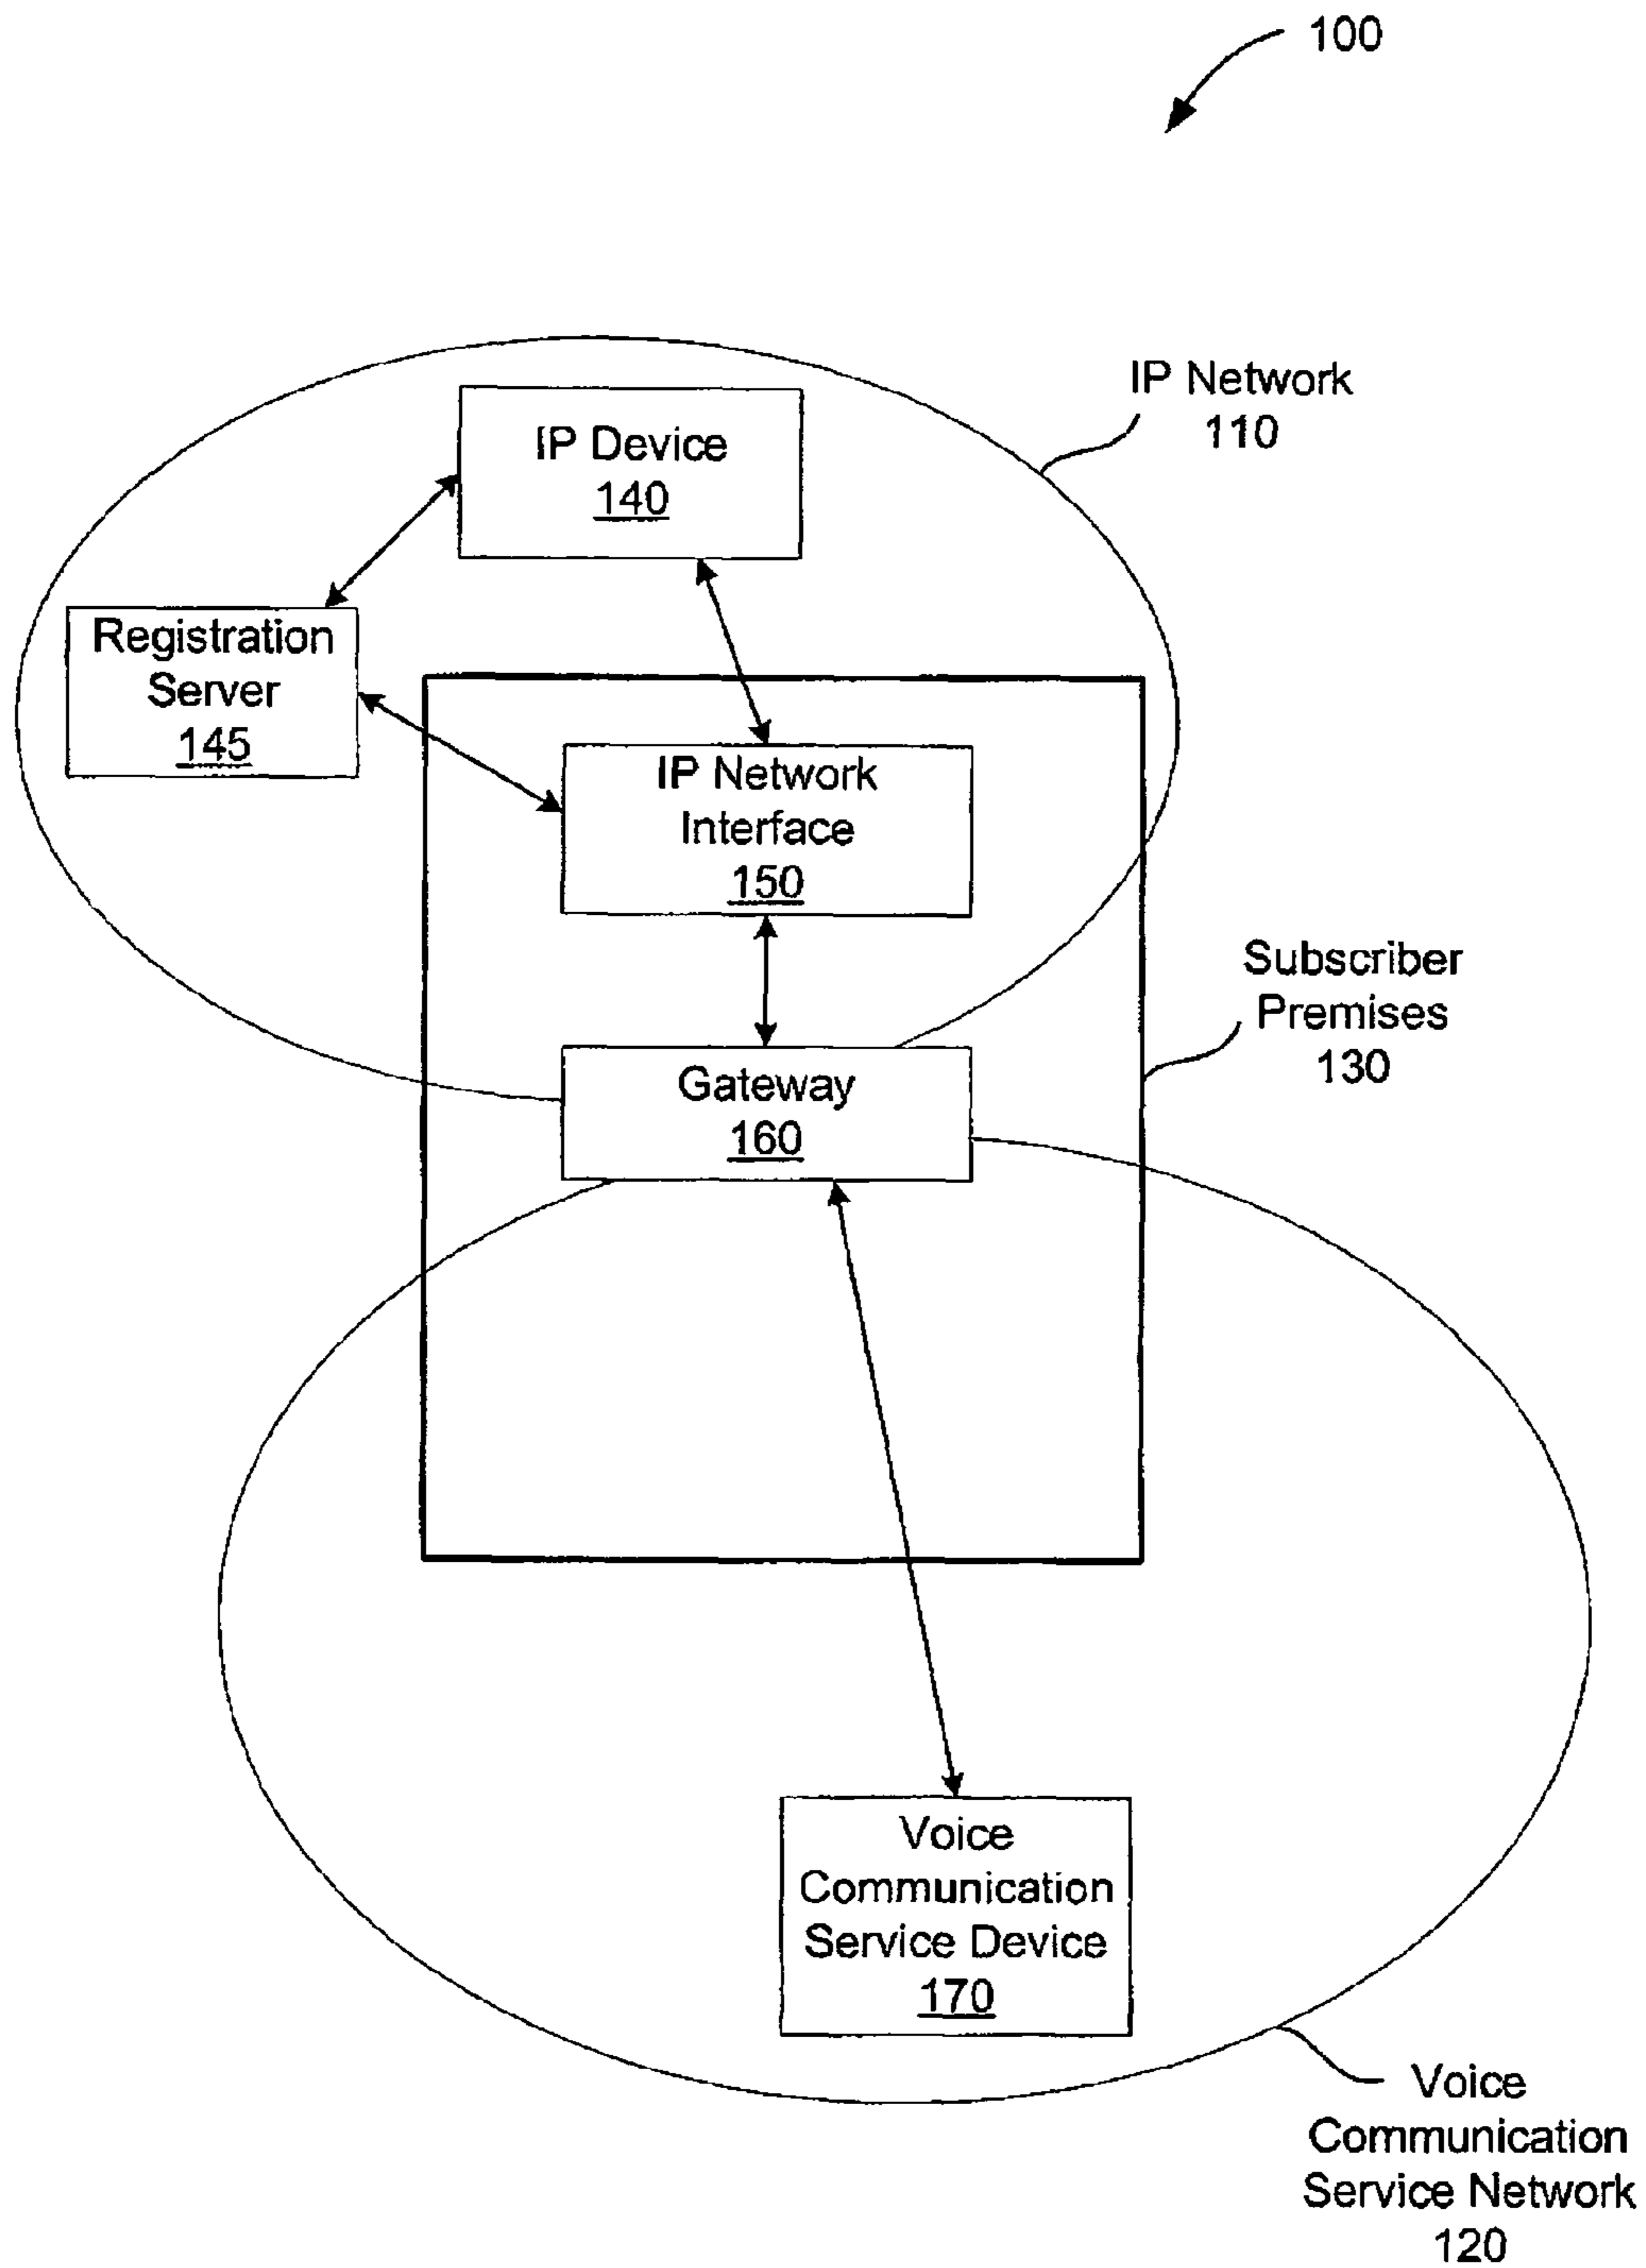 100
IP Network
110
IP Device
140
Registration
Server
145
IP Network
Interface
150
Subscriber
Premises
130
Gateway
160
Voice
Communication
Service Device
170
Voice
Communication
Service Network
120